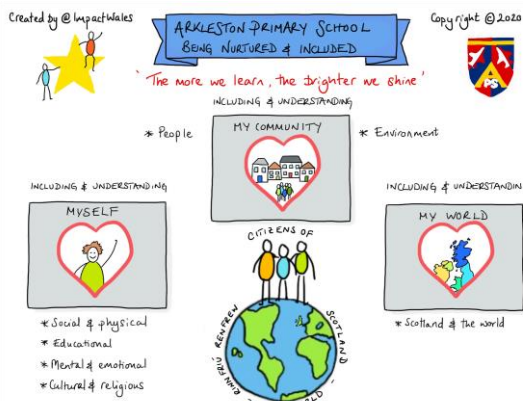 Created by @ImpactWales
ARKLESTON PRIMARY SCHOOL
BEING NURTURED & INCLUDED
Copyright © 2020
'The more we learn, the brighter we shine'
APS
INCLUDING & UNDERSTANDING
MY COMMUNITY
* People
* Environment
INCLUDING & UNDERSTANDING
MYSELF
* Social & physical
* Educational
* Mental & emotional
* Cultural & religious
INCLUDING & UNDERSTANDIN
MY WORLD
* Scotland & the world
CITIZENS OF
RENFREW
SCOTLAND